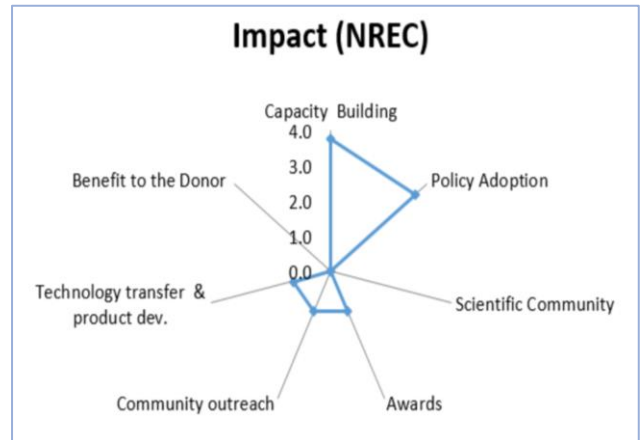 Impact (NREC)
Capacity Building
4.0
3.0
2.0
1.0
0.0
Policy Adoption
Scientific Community
Awards
Community outreach
Technology transfer &
product dev.
Benefit to the Donor